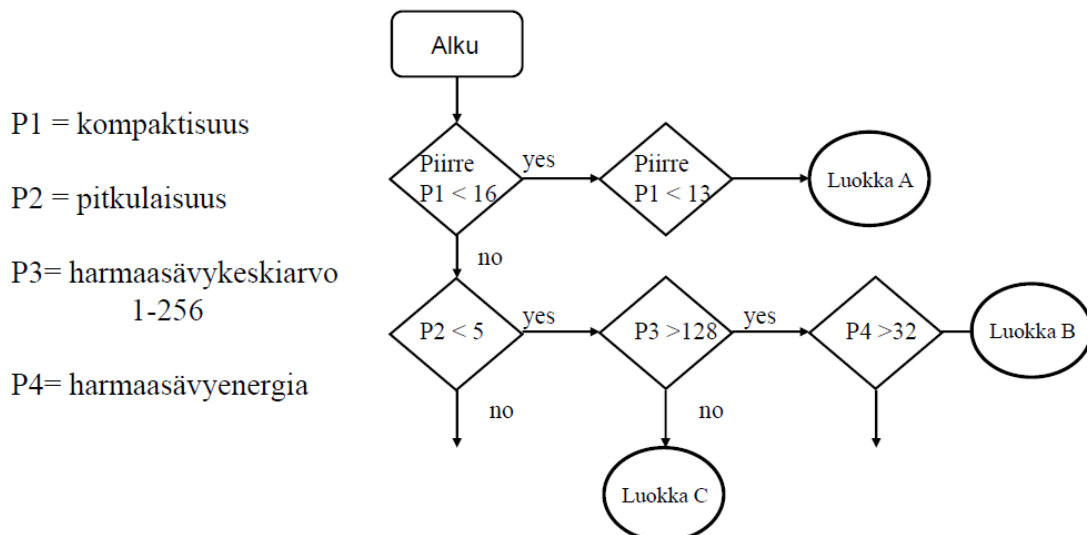 Alku
P1 = kompaktisuus
P2 = pitkulaisuus
P3= harmaasävykeskiarvo
1-256
P4= harmaasävyenergia
Piirre
P1 < 16
yes
Piirre
P1 < 13
Luokka A
no
P2 < 5
yes
P3 >128
yes
P4 >32
Luokka B
no
no
Luokka C